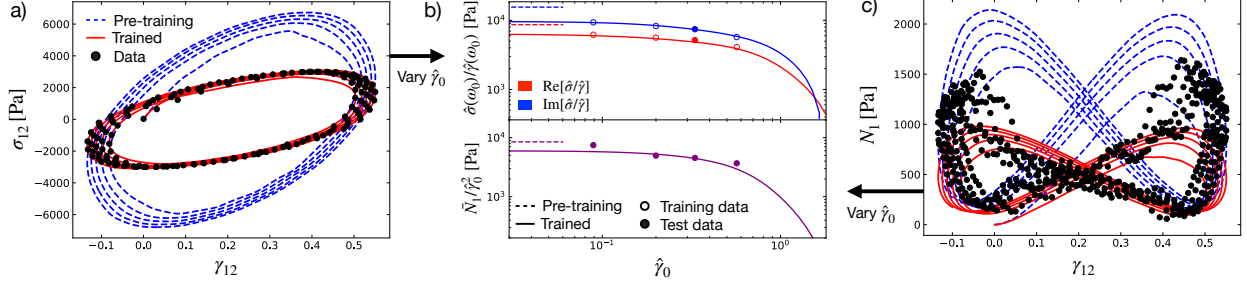 a)
Pre-training
Trained
Data
6000
4000
2000
0
−2000
−4000
−6000
σ12 [Pa]
−0.1 0.0 0.1 0.2 0.3 0.4 0.5
γ12
Vary γ̂0
b)
10^4
10^3
σ̂(ω0)/γ̂(ω0) [Pa]
Re[σ̂/γ̂]
Im[σ̂/γ̂]
10^4
10^3
N̄1/γ̂0^2 [Pa]
Pre-training
Trained
Training data
Test data
10^−1 10^0
γ̂0
c)
Vary γ̂0
2000
1500
1000
500
0
N1 [Pa]
−0.1 0.0 0.1 0.2 0.3 0.4 0.5
γ12